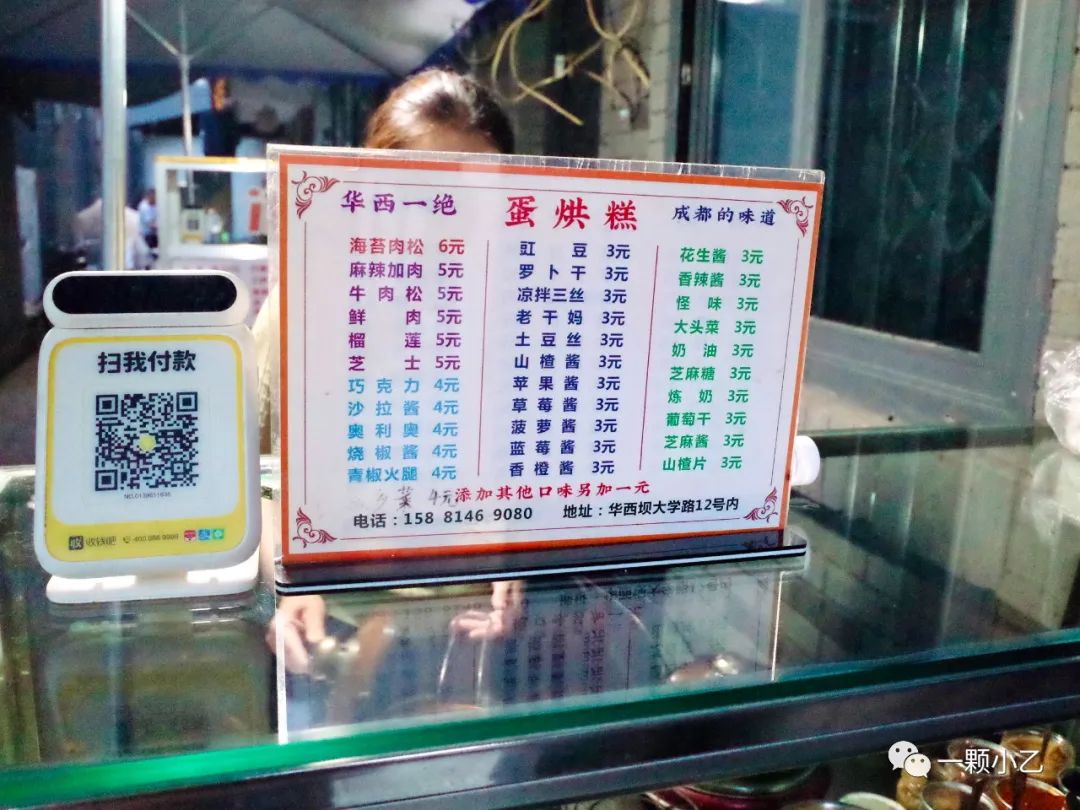 华西一绝
蛋烘糕
成都的味道
海苔肉松 6元
麻辣加肉 5元
牛肉松 5元
鲜肉 5元
榴莲 5元
芝士 5元
巧克力 4元
沙拉酱 4元
奥利奥 4元
烧椒酱 4元
青椒火腿 4元
豇豆 3元
罗卜干 3元
凉拌三丝 3元
老干妈 3元
土豆丝 3元
山楂酱 3元
苹果酱 3元
草莓酱 3元
菠萝酱 3元
蓝莓酱 3元
香橙酱 3元
花生酱 3元
香辣酱 3元
怪味 3元
大头菜 3元
奶油 3元
芝麻糖 3元
炼奶 3元
葡萄干 3元
芝麻酱 3元
山楂片 3元
菜 4元
添加其他口味另加一元
电话：158 8146 9080 地址：华西坝大学路12号内
扫我付款
收钱吧
一颗小乙